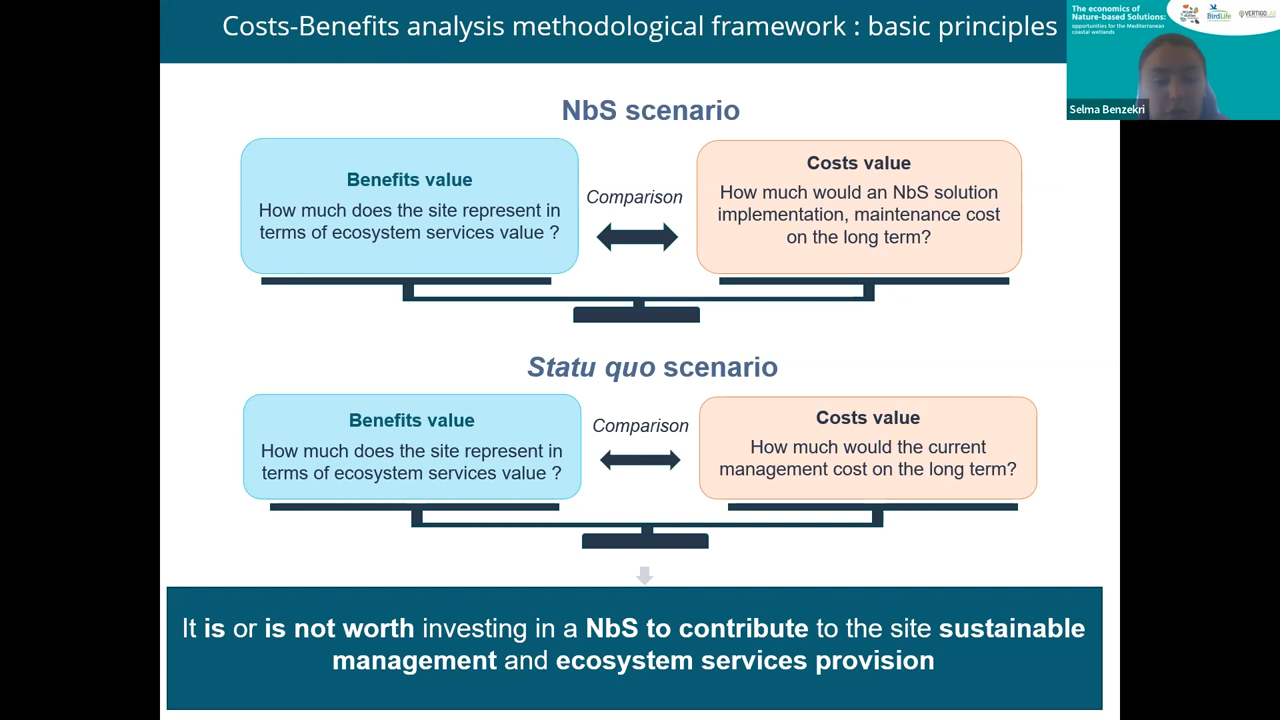 Costs-Benefits analysis methodological framework : basic principles
The economics of
Nature-based Solutions:
opportunities for the Mediterranean
coastal wetlands
BirdLife
VERTIGOLAB
Selma Benzekri
NbS scenario
Benefits value
How much does the site represent in
terms of ecosystem services value ?
Comparison
Costs value
How much would an NbS solution
implementation, maintenance cost
on the long term?
Statu quo scenario
Benefits value
How much does the site represent in
terms of ecosystem services value ?
Comparison
Costs value
How much would the current
management cost on the long term?
It is or is not worth investing in a NbS to contribute to the site sustainable
management and ecosystem services provision